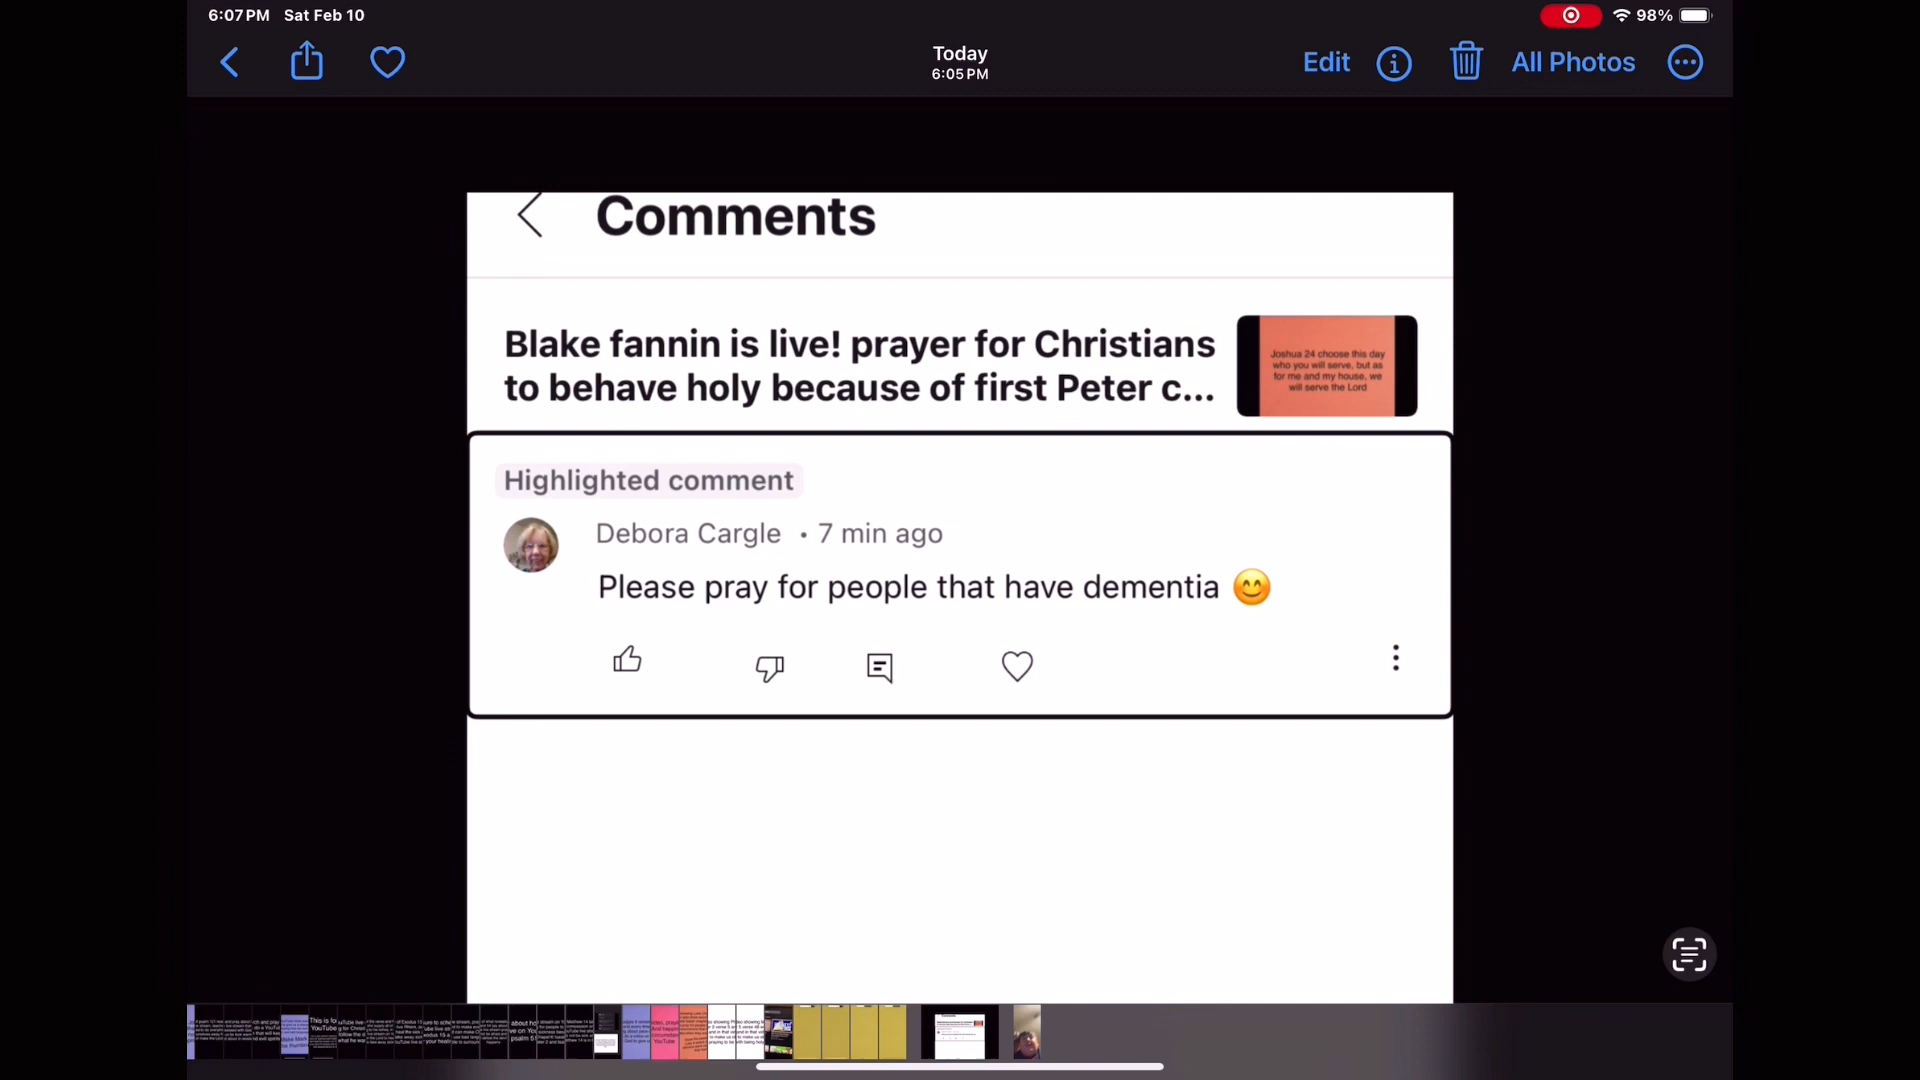 6:07 PM Sat Feb 10
98%
Today
6:05 PM
Edit
All Photos
Comments
Blake fannin is live! prayer for Christians
to behave holy because of first Peter c...
Joshua 24 choose this day
who you will serve, but as
for me and my house, we
will serve the Lord
Highlighted comment
Debora Cargle • 7 min ago
Please pray for people that have dementia 😊